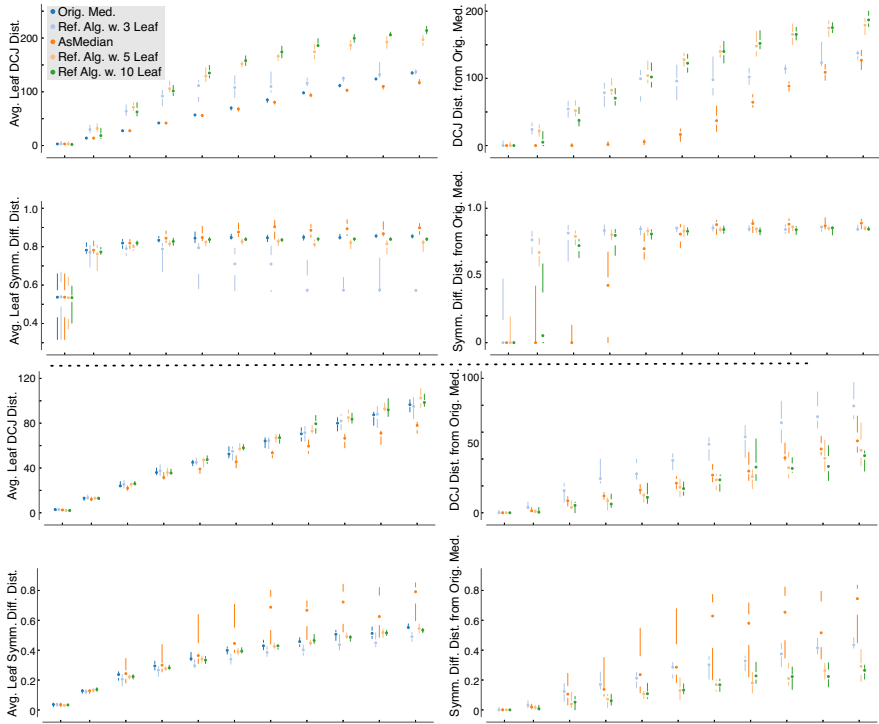 Avg. Leaf DCJ Dist.
200
100
0
Orig. Med.
Ref. Alg. w. 3 Leaf
AsMedian
Ref. Alg. w. 5 Leaf
Ref Alg. w. 10 Leaf
DCJ Dist. from Orig. Med.
200
100
0
Avg. Leaf Symm. Diff. Dist.
1.0
0.8
0.6
0.4
Symm. Diff. Dist. from Orig. Med.
1.0
0.5
0
Avg. Leaf DCJ Dist.
120
80
40
0
DCJ Dist. from Orig. Med.
100
50
0
Avg. Leaf Symm. Diff. Dist.
0.8
0.6
0.4
0.2
0
Symm. Diff. Dist. from Orig. Med.
0.8
0.6
0.4
0.2
0